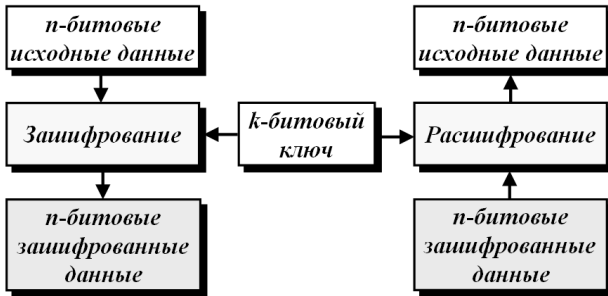 n-битовые
исходные данные
Зашифрование
n-битовые
зашифрованные
данные
k-битовый
ключ
n-битовые
исходные данные
Расшифрование
n-битовые
зашифрованные
данные